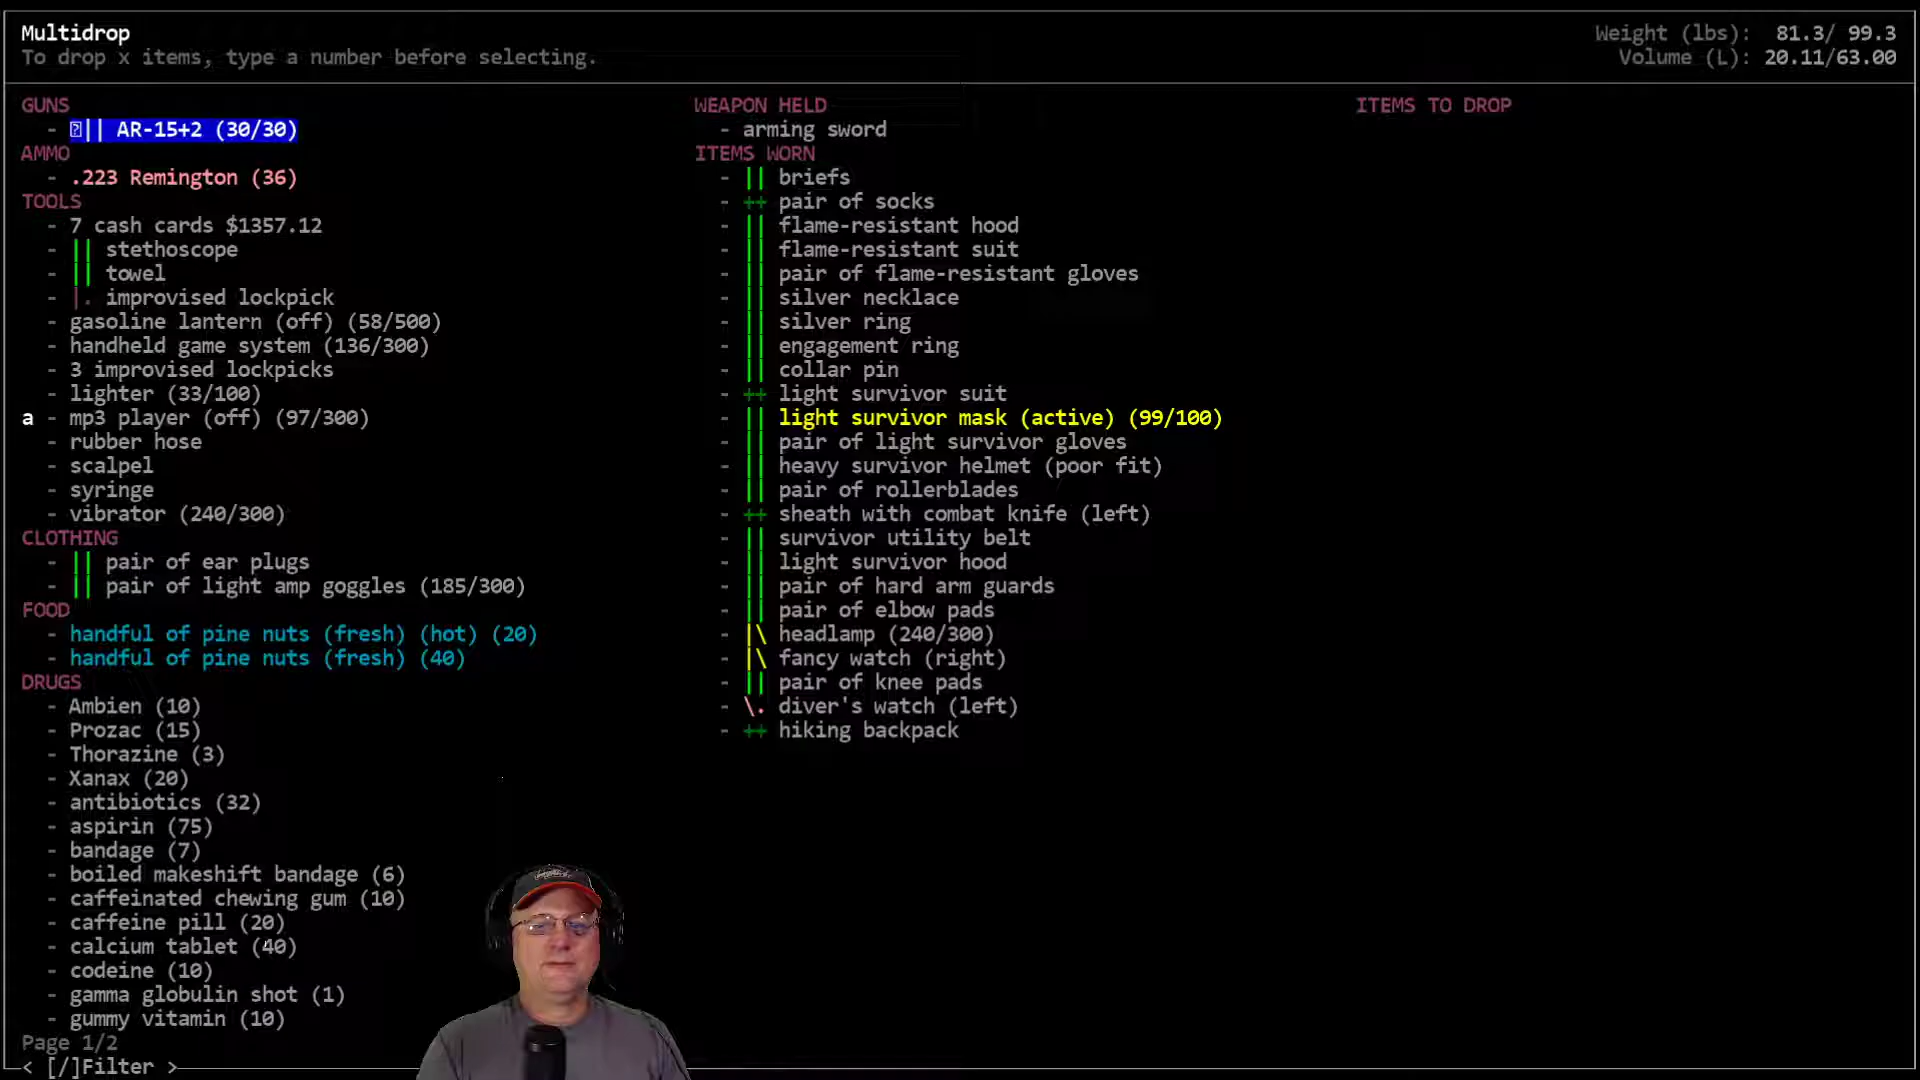 Multidrop
To drop x items, type a number before selecting.
Weight (lbs): 81.3/ 99.3
Volume (L): 20.11/63.00
GUNS
- || AR-15+2 (30/30)
AMMO
- .223 Remington (36)
TOOLS
- 7 cash cards $1357.12
- || stethoscope
- || towel
- |. improvised lockpick
- gasoline lantern (off) (58/500)
- handheld game system (136/300)
- 3 improvised lockpicks
- lighter (33/100)
a - mp3 player (off) (97/300)
- rubber hose
- scalpel
- syringe
- vibrator (240/300)
CLOTHING
- || pair of ear plugs
- || pair of light amp goggles (185/300)
FOOD
- handful of pine nuts (fresh) (hot) (20)
- handful of pine nuts (fresh) (40)
DRUGS
- Ambien (10)
- Prozac (15)
- Thorazine (3)
- Xanax (20)
- antibiotics (32)
- aspirin (75)
- bandage (7)
- boiled makeshift bandage (6)
- caffeinated chewing gum (10)
- caffeine pill (20)
- calcium tablet (40)
- codeine (10)
- gamma globulin shot (1)
- gummy vitamin (10)
Page 1/2
< [/]Filter >
WEAPON HELD
- arming sword
ITEMS WORN
- || briefs
- ++ pair of socks
- || flame-resistant hood
- || flame-resistant suit
- || pair of flame-resistant gloves
- || silver necklace
- || silver ring
- || engagement ring
- || collar pin
- ++ light survivor suit
- || light survivor mask (active) (99/100)
- || pair of light survivor gloves
- || heavy survivor helmet (poor fit)
- || pair of rollerblades
- ++ sheath with combat knife (left)
- || survivor utility belt
- || light survivor hood
- || pair of hard arm guards
- || pair of elbow pads
- |\ headlamp (240/300)
- |\ fancy watch (right)
- || pair of knee pads
- \. diver's watch (left)
- ++ hiking backpack
ITEMS TO DROP